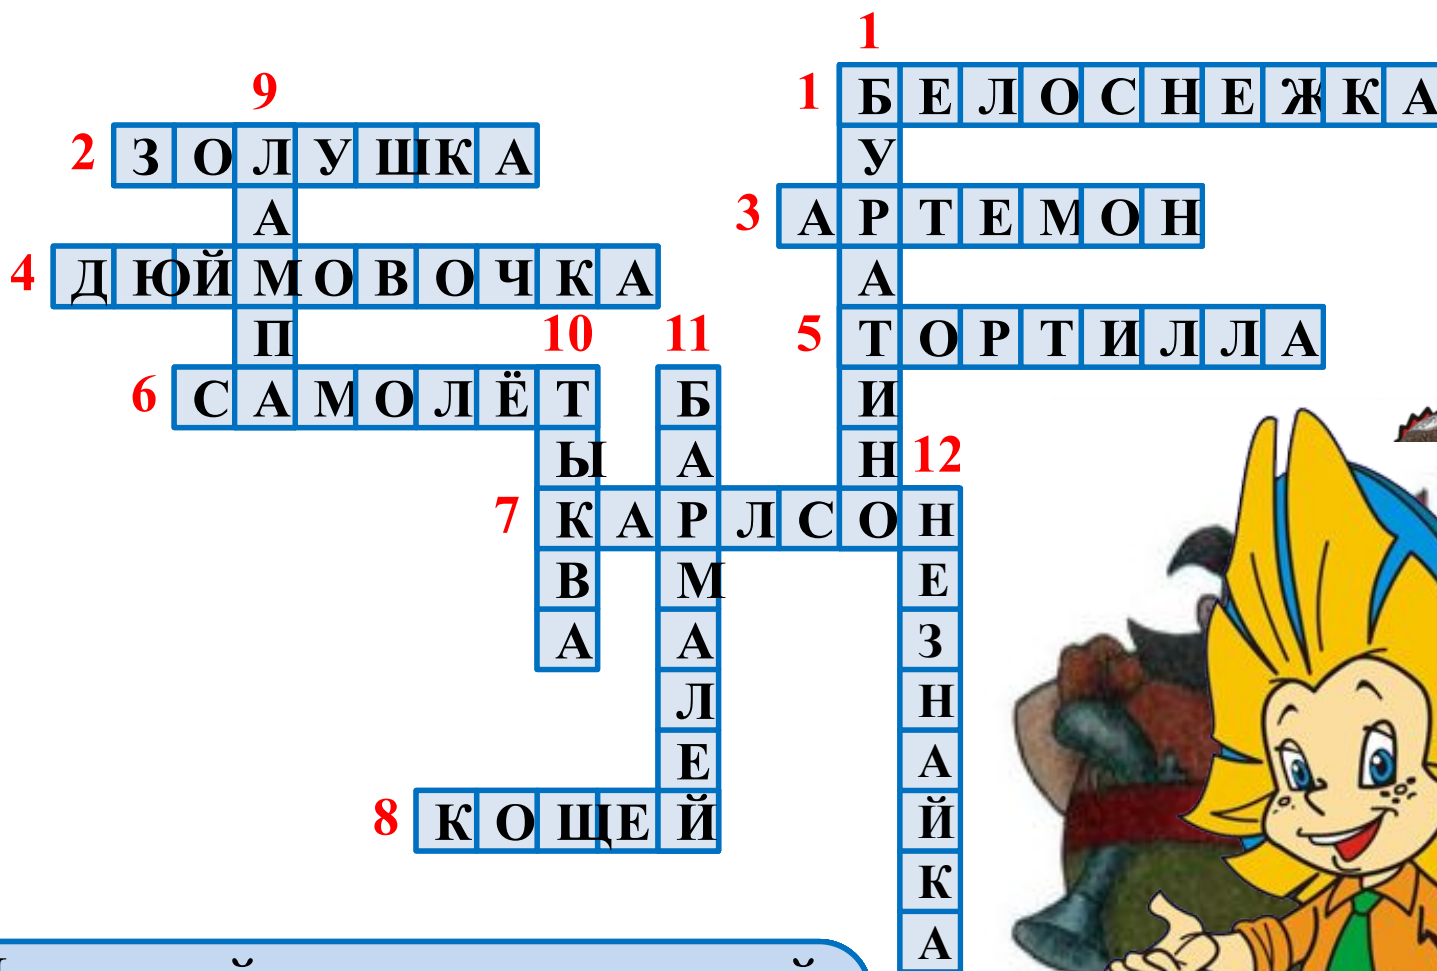 1
1 БЕЛОСНЕЖКА
9
2 ЗОЛУШКА
У
А
3 АРТЕМОН
4 ДЮЙМОВОЧКА
А
П
10
11
5 ТОРТИЛЛА
6 САМОЛЁТ
Б
И
Ы
А
Н
12
7 КАРЛСОН
В
М
Е
А
А
З
Л
Н
Е
А
8 КОЩЕЙ
Й
К
А